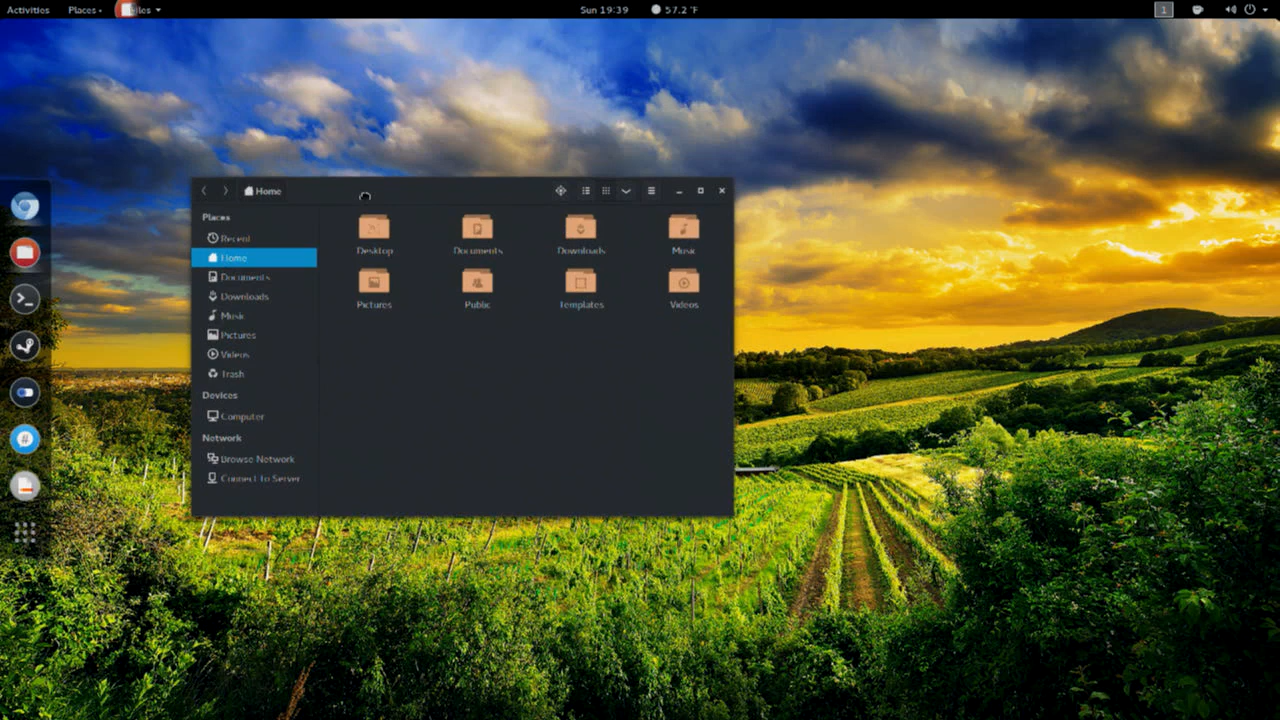 Activities Places Files Sun 19:39 57.2 °F 1
Home
Places
Recent
Home
Documents
Downloads
Music
Pictures
Videos
Trash
Devices
Computer
Network
Browse Network
Connect to Server
Desktop Documents Downloads Music
Pictures Public Templates Videos